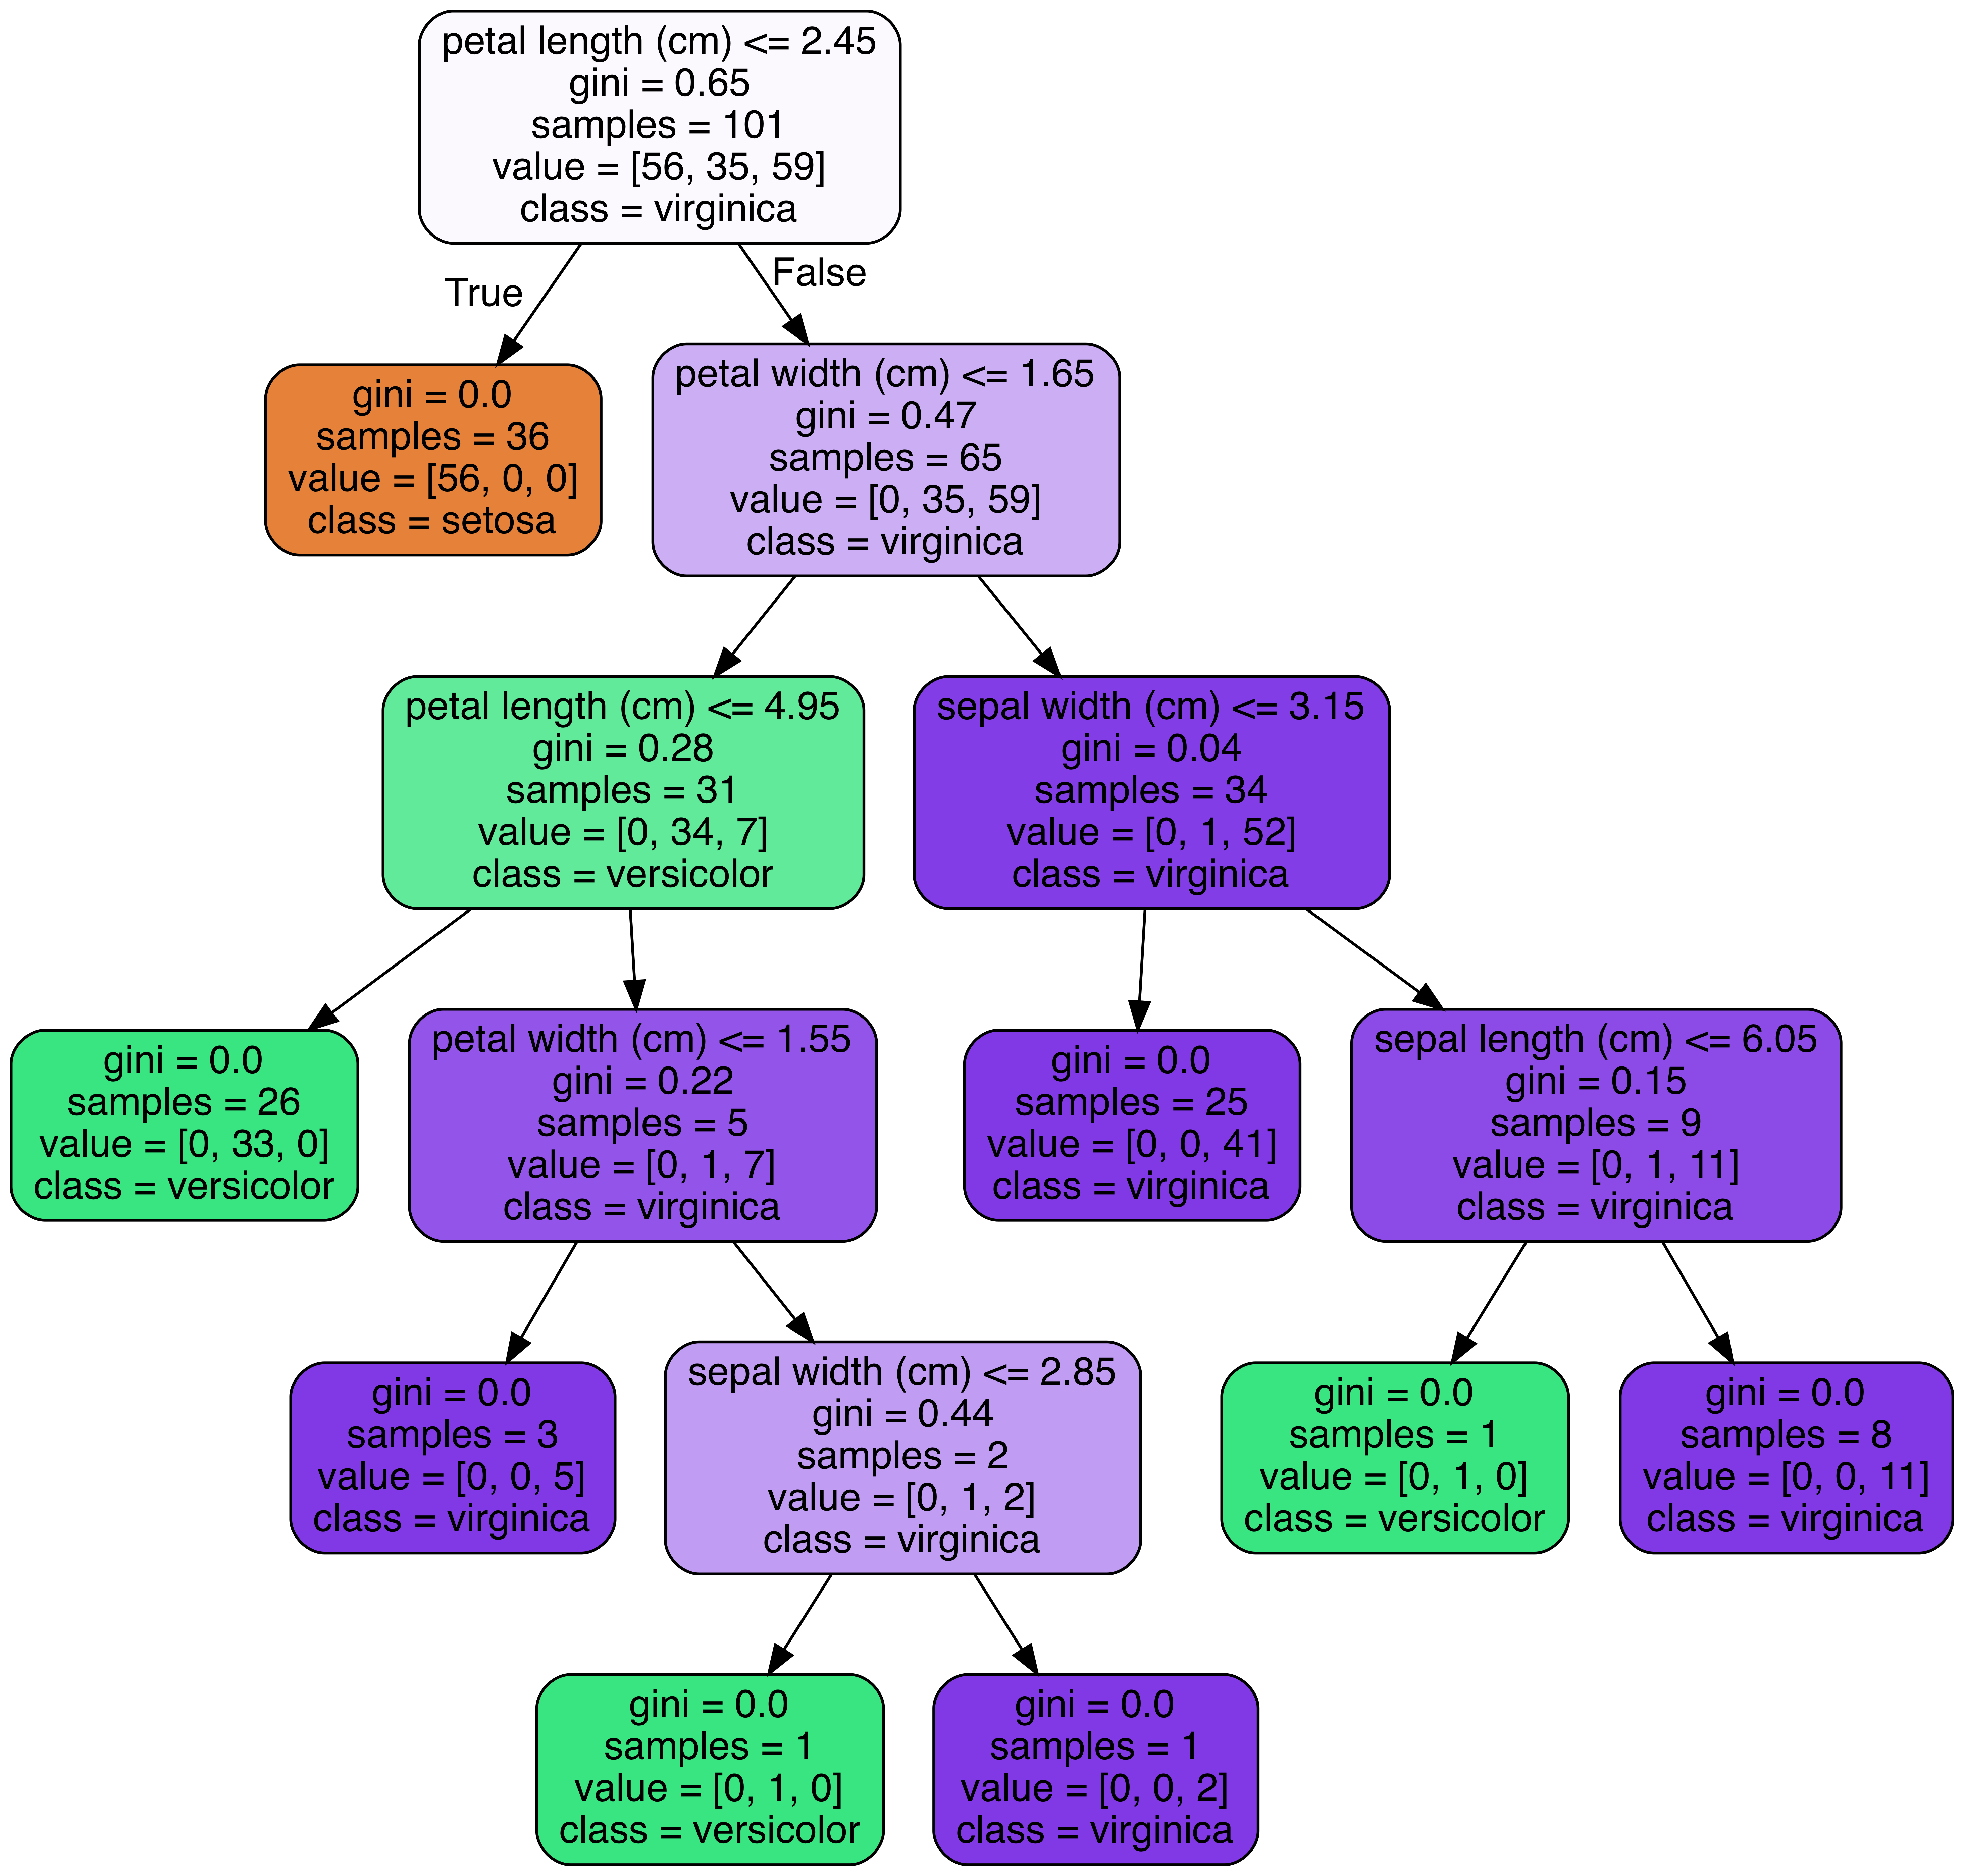 petal length (cm) <= 2.45
gini = 0.65
samples = 101
value = [56, 35, 59]
class = virginica
True
False
gini = 0.0
samples = 36
value = [56, 0, 0]
class = setosa
petal width (cm) <= 1.65
gini = 0.47
samples = 65
value = [0, 35, 59]
class = virginica
petal length (cm) <= 4.95
gini = 0.28
samples = 31
value = [0, 34, 7]
class = versicolor
sepal width (cm) <= 3.15
gini = 0.04
samples = 34
value = [0, 1, 52]
class = virginica
gini = 0.0
samples = 26
value = [0, 33, 0]
class = versicolor
petal width (cm) <= 1.55
gini = 0.22
samples = 5
value = [0, 1, 7]
class = virginica
gini = 0.0
samples = 25
value = [0, 0, 41]
class = virginica
sepal length (cm) <= 6.05
gini = 0.15
samples = 9
value = [0, 1, 11]
class = virginica
gini = 0.0
samples = 3
value = [0, 0, 5]
class = virginica
sepal width (cm) <= 2.85
gini = 0.44
samples = 2
value = [0, 1, 2]
class = virginica
gini = 0.0
samples = 1
value = [0, 1, 0]
class = versicolor
gini = 0.0
samples = 8
value = [0, 0, 11]
class = virginica
gini = 0.0
samples = 1
value = [0, 1, 0]
class = versicolor
gini = 0.0
samples = 1
value = [0, 0, 2]
class = virginica